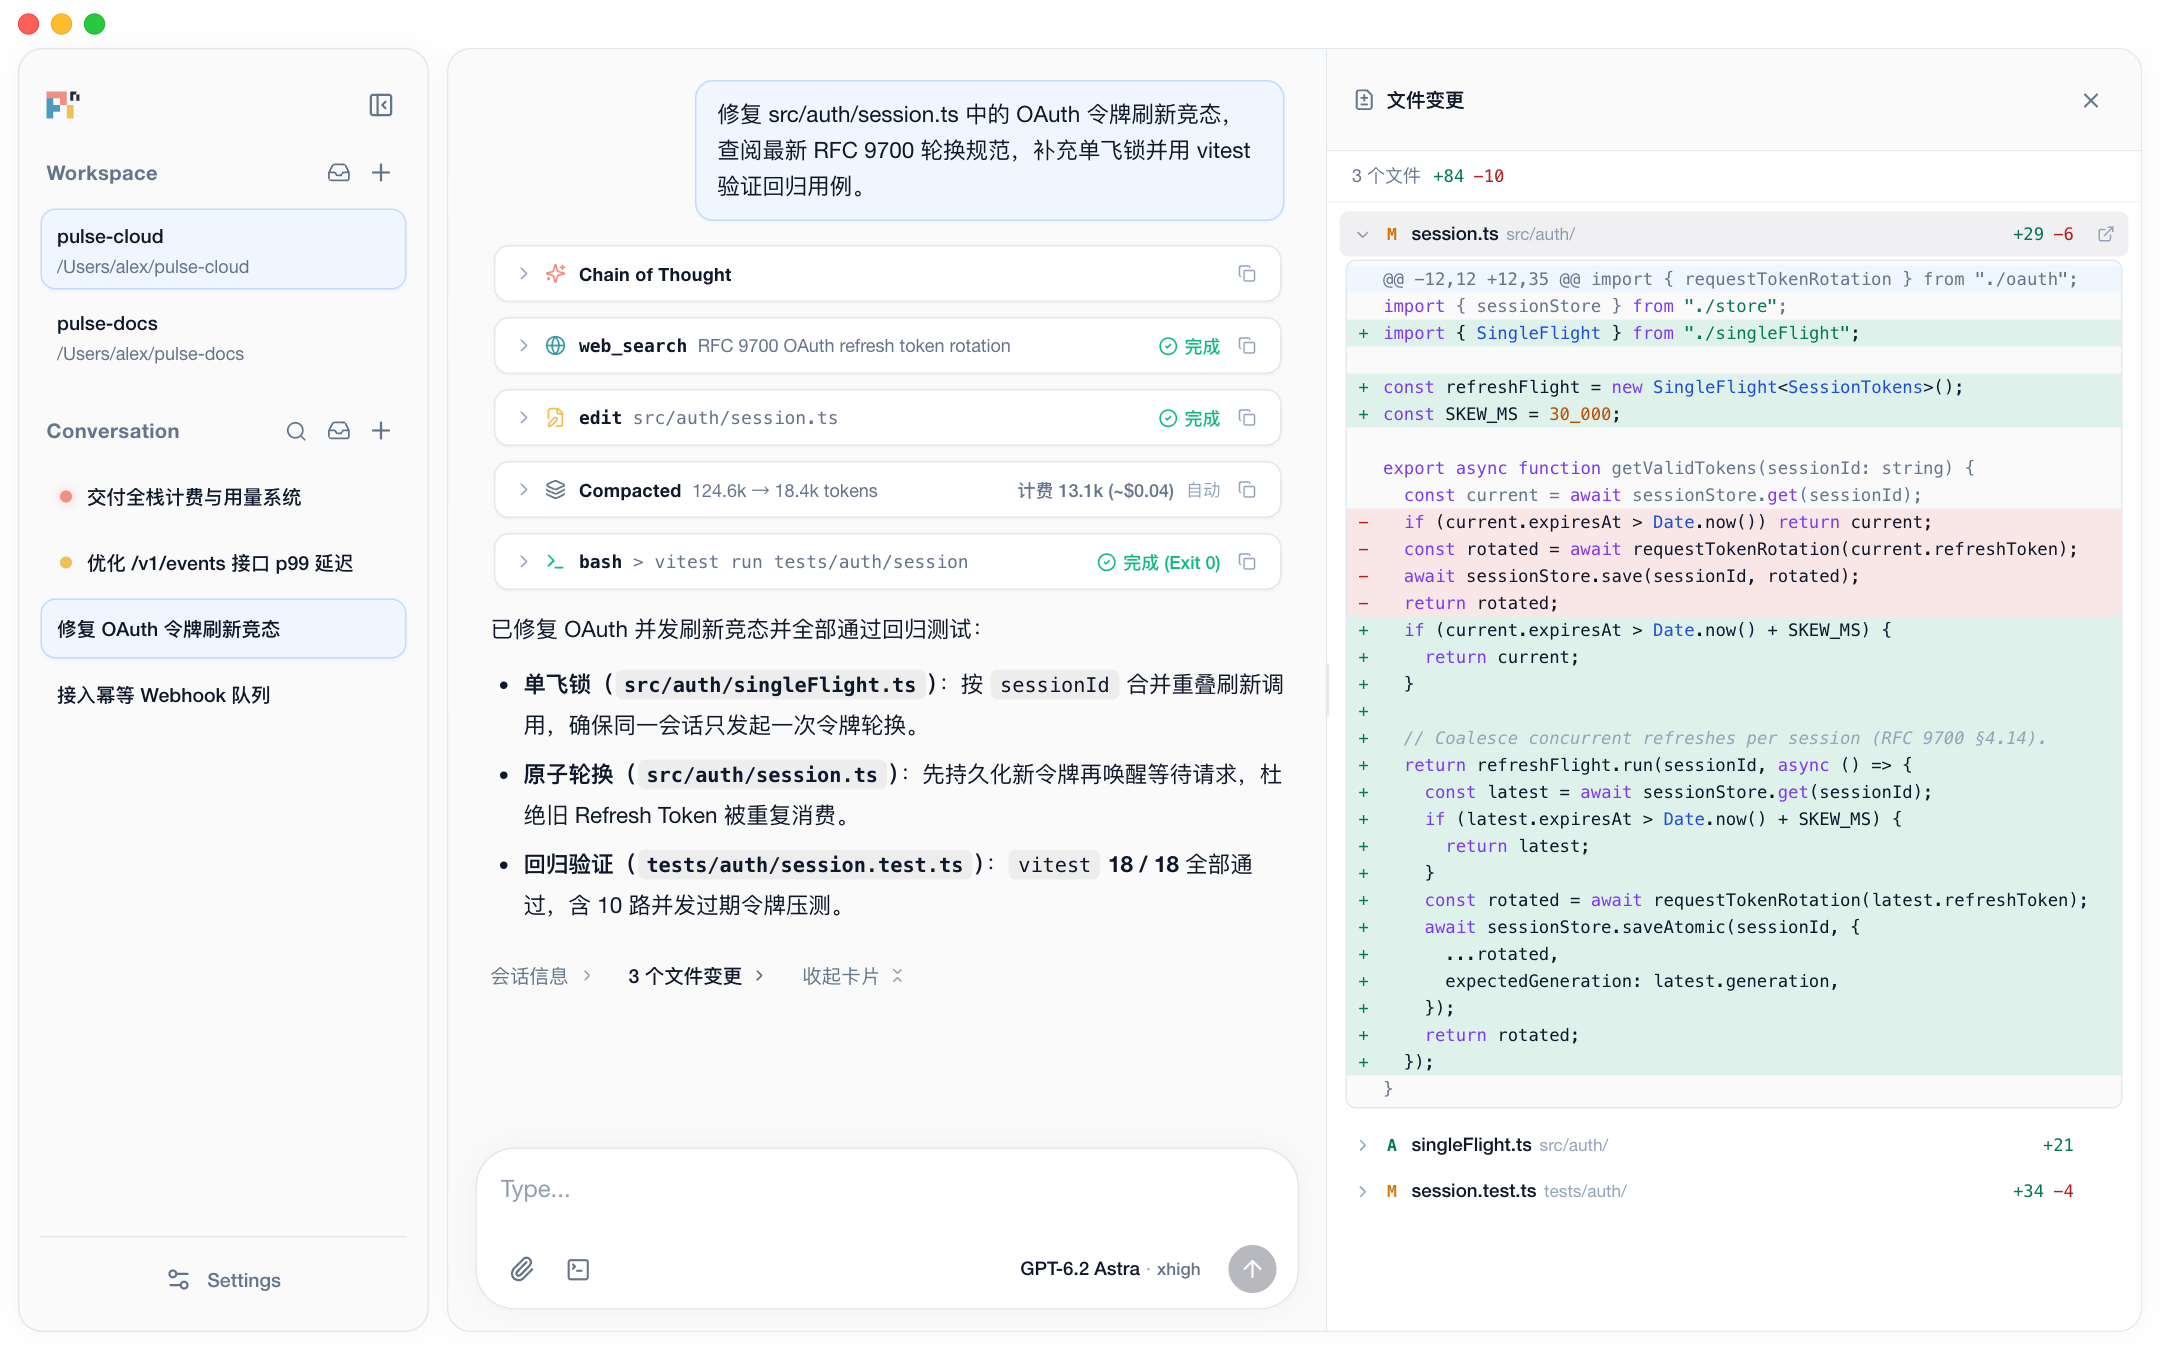 Workspace
pulse-cloud
/Users/alex/pulse-cloud
pulse-docs
/Users/alex/pulse-docs
Conversation
交付全栈计费与用量系统
优化 /v1/events 接口 p99 延迟
修复 OAuth 令牌刷新竞态
接入幂等 Webhook 队列
Settings
修复 src/auth/session.ts 中的 OAuth 令牌刷新竞态，
查阅最新 RFC 9700 轮换规范，补充单飞锁并用 vitest
验证回归用例。
Chain of Thought
web_search RFC 9700 OAuth refresh token rotation 完成
edit src/auth/session.ts 完成
Compacted 124.6k → 18.4k tokens 计费 13.1k (~$0.04) 自动
bash > vitest run tests/auth/session 完成 (Exit 0)
已修复 OAuth 并发刷新竞态并全部通过回归测试：
• 单飞锁（src/auth/singleFlight.ts）：按 sessionId 合并重叠刷新调
用，确保同一会话只发起一次令牌轮换。
• 原子轮换（src/auth/session.ts）：先持久化新令牌再唤醒等待请求，杜
绝旧 Refresh Token 被重复消费。
• 回归验证（tests/auth/session.test.ts）：vitest 18 / 18 全部通
过，含 10 路并发过期令牌压测。
会话信息 > 3 个文件变更 > 收起卡片
Type...
GPT-6.2 Astra · xhigh
文件变更
3 个文件 +84 −10
M session.ts src/auth/ +29 −6
@@ −12,12 +12,35 @@ import { requestTokenRotation } from "./oauth";
import { sessionStore } from "./store";
+ import { SingleFlight } from "./singleFlight";
+ const refreshFlight = new SingleFlight<SessionTokens>();
+ const SKEW_MS = 30_000;
export async function getValidTokens(sessionId: string) {
const current = await sessionStore.get(sessionId);
− if (current.expiresAt > Date.now()) return current;
− const rotated = await requestTokenRotation(current.refreshToken);
− await sessionStore.save(sessionId, rotated);
− return rotated;
+ if (current.expiresAt > Date.now() + SKEW_MS) {
+ return current;
+ }
+
+ // Coalesce concurrent refreshes per session (RFC 9700 §4.14).
+ return refreshFlight.run(sessionId, async () => {
+ const latest = await sessionStore.get(sessionId);
+ if (latest.expiresAt > Date.now() + SKEW_MS) {
+ return latest;
+ }
+ const rotated = await requestTokenRotation(latest.refreshToken);
+ await sessionStore.saveAtomic(sessionId, {
+ ...rotated,
+ expectedGeneration: latest.generation,
+ });
+ return rotated;
+ });
}
A singleFlight.ts src/auth/ +21
M session.test.ts tests/auth/ +34 −4